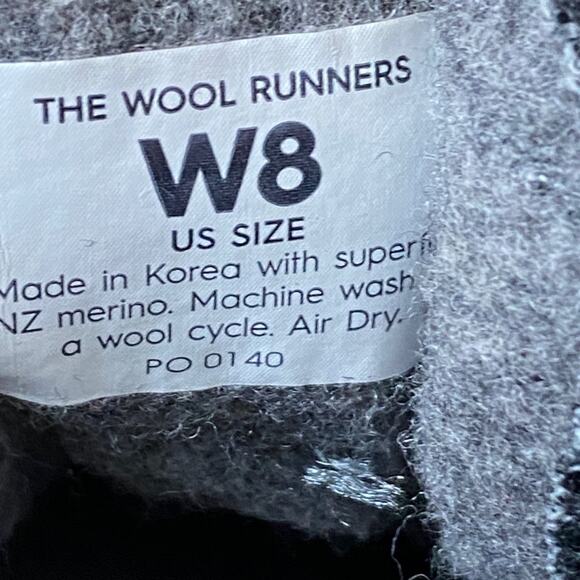 THE WOOL RUNNERS
W8
US SIZE
Made in Korea with superf
NZ merino. Machine wash
a wool cycle. Air Dry.
PO 0140